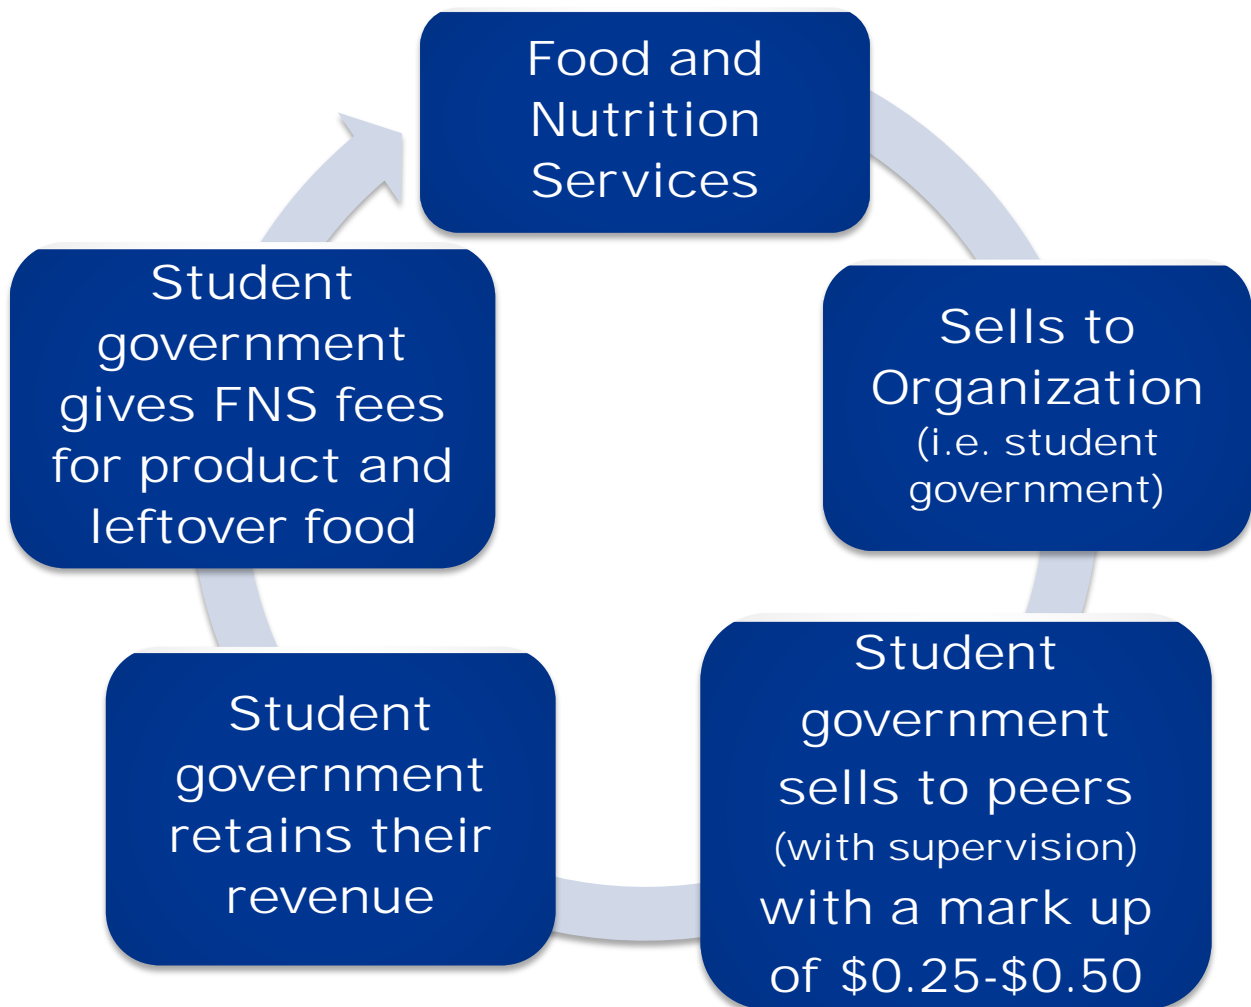 Food and
Nutrition
Services
Sells to
Organization
(i.e. student
government)
Student
government
sells to peers
(with supervision)
with a mark up
of $0.25-$0.50
Student
government
retains their
revenue
Student
government
gives FNS fees
for product and
leftover food